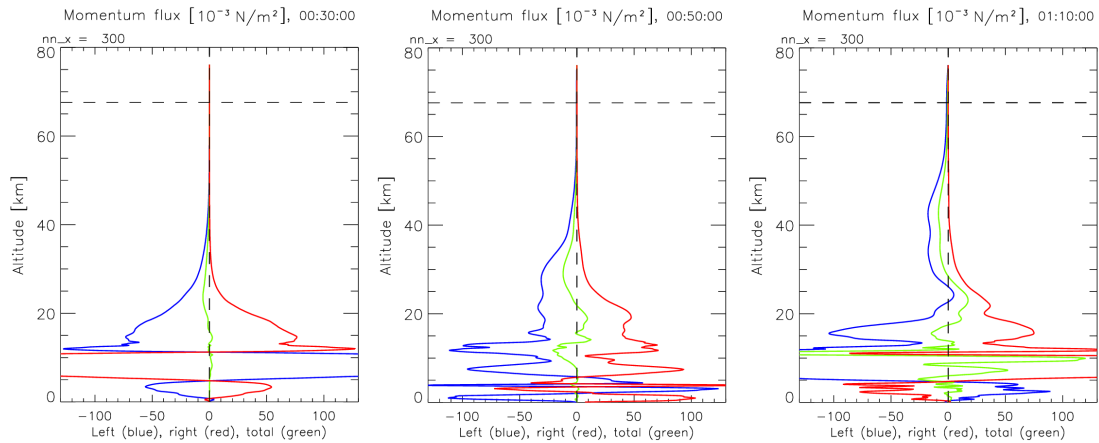 Momentum flux [10⁻³ N/m²], 00:30:00
nn_x = 300
80
60
40
20
0
Altitude [km]
−100 −50 0 50 100
Left (blue), right (red), total (green)
Momentum flux [10⁻³ N/m²], 00:50:00
nn_x = 300
80
60
40
20
0
Altitude [km]
−100 −50 0 50 100
Left (blue), right (red), total (green)
Momentum flux [10⁻³ N/m²], 01:10:00
nn_x = 300
80
60
40
20
0
Altitude [km]
−100 −50 0 50 100
Left (blue), right (red), total (green)